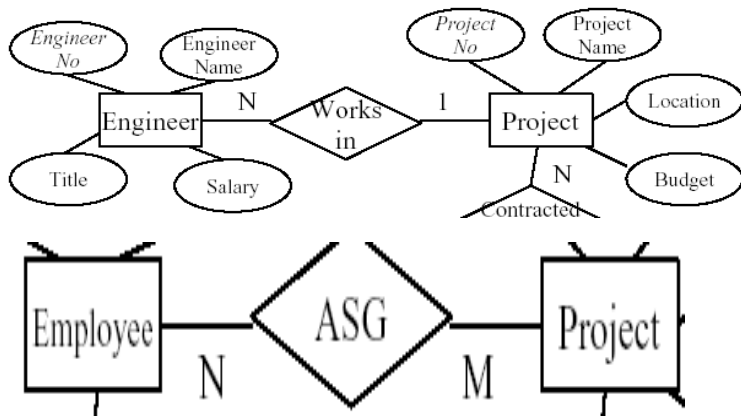 Engineer
No
Engineer
Name
Project
No
Project
Name
Engineer
N
Works
in
1
Project
Location
Title
Salary
N
Budget
Contracted
Employee
N
ASG
M
Project